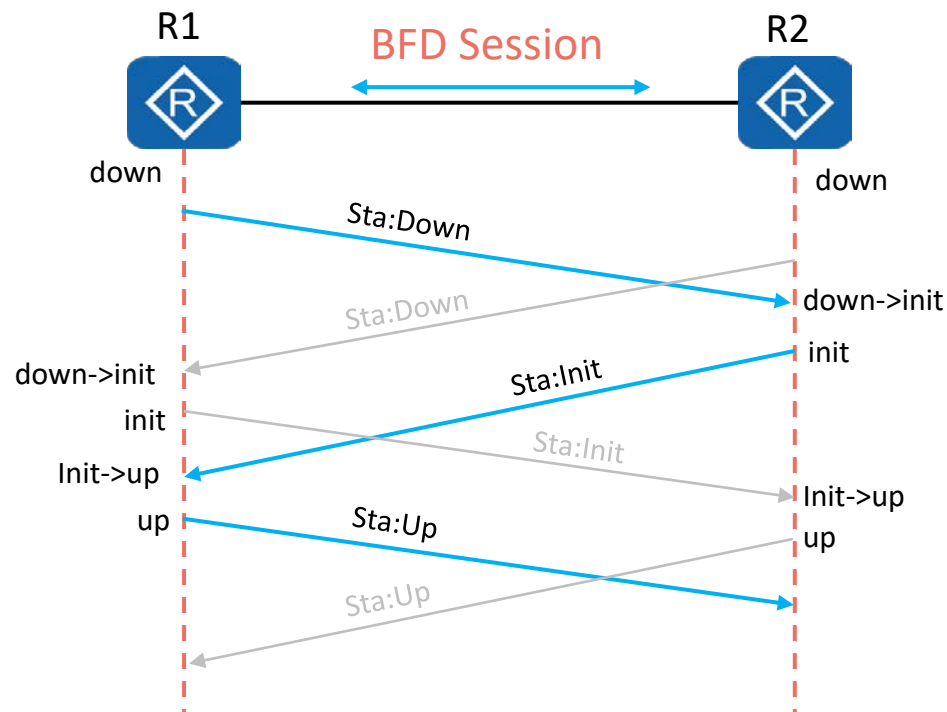 R1
R2
BFD Session
R
R
down
down
Sta:Down
Sta:Down
down->init
init
down->init
Sta:Init
init
Sta:Init
Init->up
Init->up
up
Sta:Up
up
Sta:Up